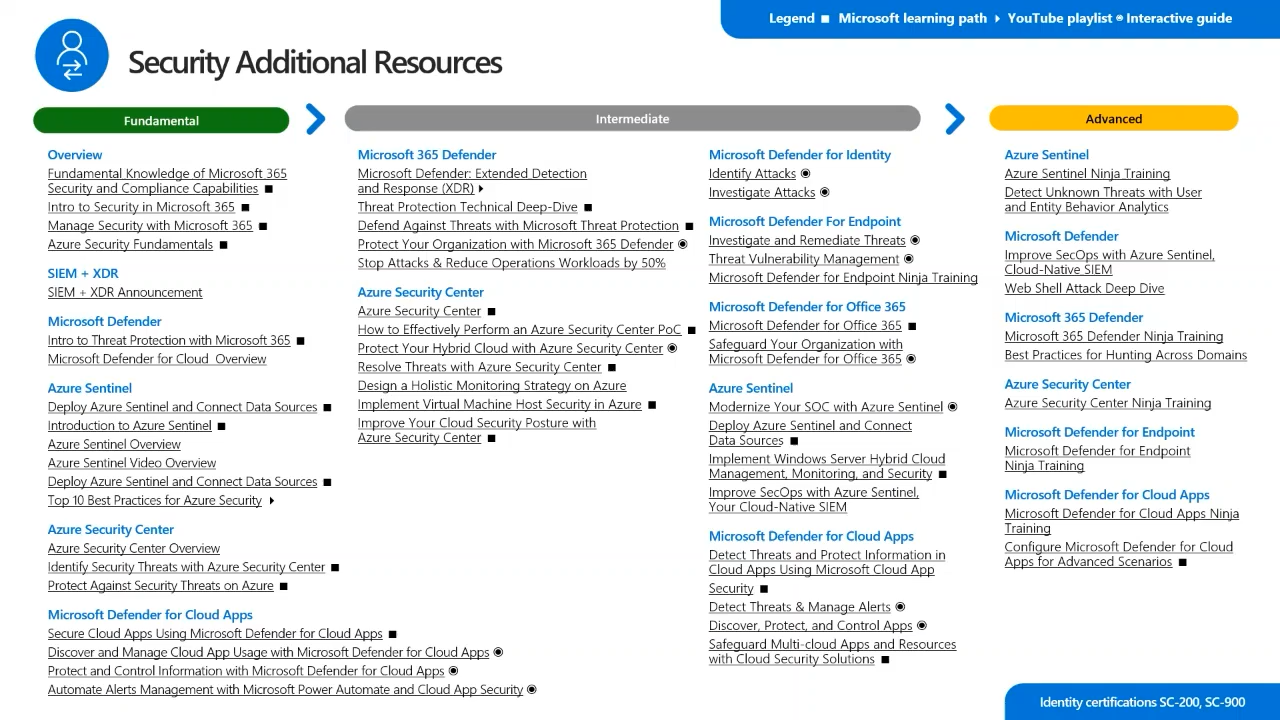 Legend ■ Microsoft learning path ▸ YouTube playlist ◉ Interactive guide
Security Additional Resources
Fundamental
Overview
Fundamental Knowledge of Microsoft 365
Security and Compliance Capabilities ■
Intro to Security in Microsoft 365 ■
Manage Security with Microsoft 365 ■
Azure Security Fundamentals ■
SIEM + XDR
SIEM + XDR Announcement
Microsoft Defender
Intro to Threat Protection with Microsoft 365 ■
Microsoft Defender for Cloud Overview
Azure Sentinel
Deploy Azure Sentinel and Connect Data Sources ■
Introduction to Azure Sentinel ■
Azure Sentinel Overview
Azure Sentinel Video Overview
Deploy Azure Sentinel and Connect Data Sources ■
Top 10 Best Practices for Azure Security ▸
Azure Security Center
Azure Security Center Overview
Identify Security Threats with Azure Security Center ■
Protect Against Security Threats on Azure ■
Microsoft Defender for Cloud Apps
Secure Cloud Apps Using Microsoft Defender for Cloud Apps ■
Discover and Manage Cloud App Usage with Microsoft Defender for Cloud Apps ◉
Protect and Control Information with Microsoft Defender for Cloud Apps ◉
Automate Alerts Management with Microsoft Power Automate and Cloud App Security ◉
Intermediate
Microsoft 365 Defender
Microsoft Defender: Extended Detection
and Response (XDR) ▸
Threat Protection Technical Deep-Dive ■
Defend Against Threats with Microsoft Threat Protection ■
Protect Your Organization with Microsoft 365 Defender ◉
Stop Attacks & Reduce Operations Workloads by 50%
Azure Security Center
Azure Security Center ■
How to Effectively Perform an Azure Security Center PoC ■
Protect Your Hybrid Cloud with Azure Security Center ◉
Resolve Threats with Azure Security Center ■
Design a Holistic Monitoring Strategy on Azure
Implement Virtual Machine Host Security in Azure ■
Improve Your Cloud Security Posture with
Azure Security Center ■
Microsoft Defender for Identity
Identify Attacks ◉
Investigate Attacks ◉
Microsoft Defender For Endpoint
Investigate and Remediate Threats ◉
Threat Vulnerability Management ◉
Microsoft Defender for Endpoint Ninja Training
Microsoft Defender for Office 365
Microsoft Defender for Office 365 ■
Safeguard Your Organization with
Microsoft Defender for Office 365 ◉
Azure Sentinel
Modernize Your SOC with Azure Sentinel ◉
Deploy Azure Sentinel and Connect
Data Sources ■
Implement Windows Server Hybrid Cloud
Management, Monitoring, and Security ■
Improve SecOps with Azure Sentinel,
Your Cloud-Native SIEM
Microsoft Defender for Cloud Apps
Detect Threats and Protect Information in
Cloud Apps Using Microsoft Cloud App
Security ■
Detect Threats & Manage Alerts ◉
Discover, Protect, and Control Apps ◉
Safeguard Multi-cloud Apps and Resources
with Cloud Security Solutions ■
Advanced
Azure Sentinel
Azure Sentinel Ninja Training
Detect Unknown Threats with User
and Entity Behavior Analytics
Microsoft Defender
Improve SecOps with Azure Sentinel,
Cloud-Native SIEM
Web Shell Attack Deep Dive
Microsoft 365 Defender
Microsoft 365 Defender Ninja Training
Best Practices for Hunting Across Domains
Azure Security Center
Azure Security Center Ninja Training
Microsoft Defender for Endpoint
Microsoft Defender for Endpoint
Ninja Training
Microsoft Defender for Cloud Apps
Microsoft Defender for Cloud Apps Ninja
Training
Configure Microsoft Defender for Cloud
Apps for Advanced Scenarios ■
Identity certifications SC-200, SC-900